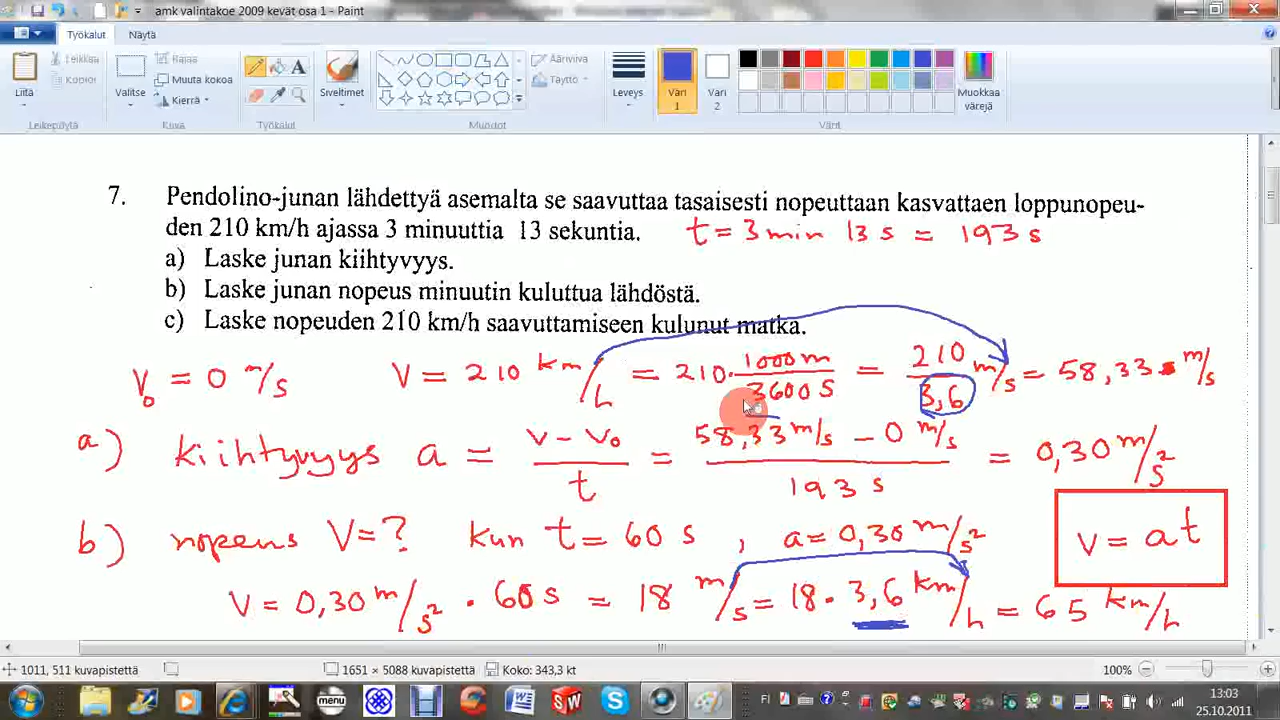 amk valintakoe 2009 kevät osa 1 - Paint
Työkalut Näytä
Liitä Leikkaa Kopioi Leikepöytä
Valitse Rajaa Muuta kokoa Kierrä Kuva
Työkalut
Siveltimet
Ääriviiva Täyttö Muodot
Leveys
Väri 1 Väri 2 Muokkaa värejä Värit
7. Pendolino-junan lähdettyä asemalta se saavuttaa tasaisesti nopeuttaan kasvattaen loppunopeu-
den 210 km/h ajassa 3 minuuttia 13 sekuntia. t = 3 min 13 s = 193 s
a) Laske junan kiihtyvyys.
b) Laske junan nopeus minuutin kuluttua lähdöstä.
c) Laske nopeuden 210 km/h saavuttamiseen kulunut matka.
V₀ = 0 m/s V = 210 km/h = 210 · 1000 m / 3600 s = 210 / 3,6 m/s = 58,33 m/s
a) kiihtyvyys a = v - v₀ / t = 58,33 m/s - 0 m/s / 193 s = 0,30 m/s²
b) nopeus V = ? kun t = 60 s , a = 0,30 m/s²
v = at
V = 0,30 m/s² · 60 s = 18 m/s = 18 · 3,6 km/h = 65 km/h
1011, 511 kuvapistettä 1651 × 5088 kuvapistettä Koko: 343,3 kt 100%
menu FI 13:03
25.10.2011